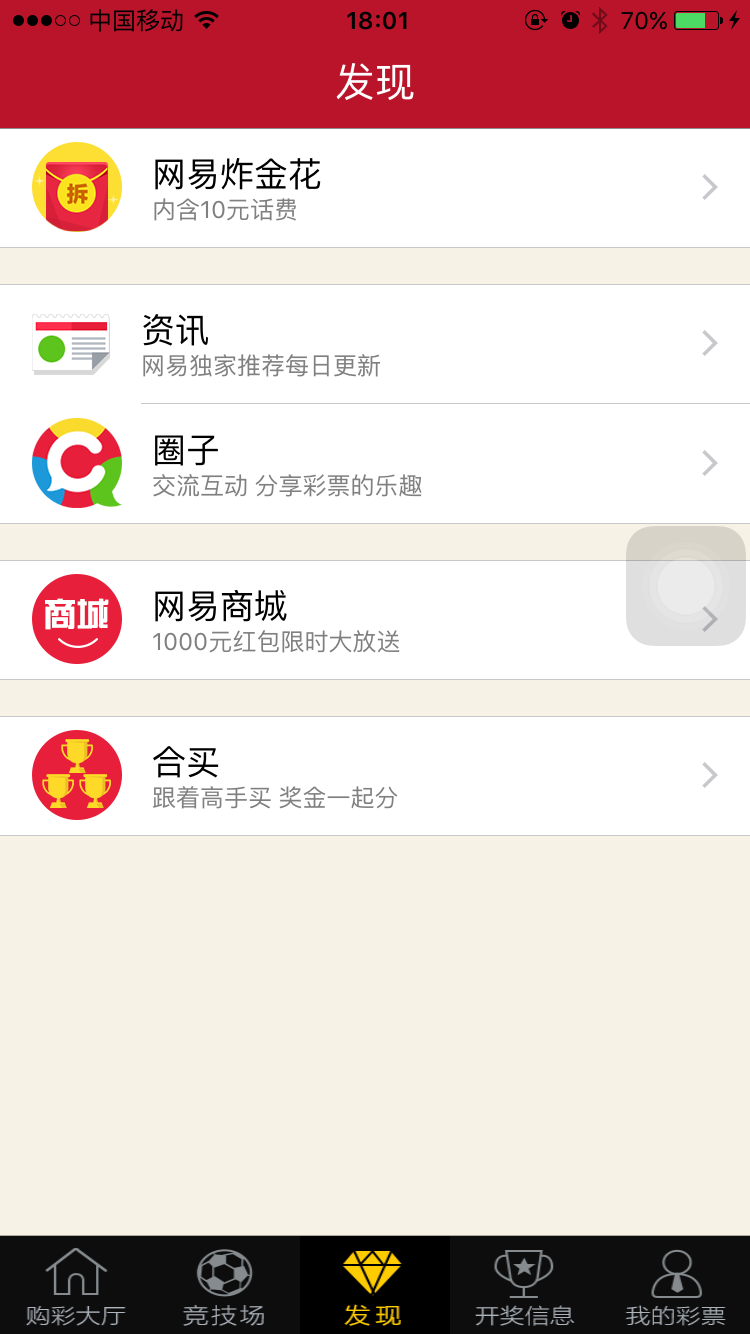 中国移动 18:01 70%
发现
拆
网易炸金花
内含10元话费
资讯
网易独家推荐每日更新
圈子
交流互动 分享彩票的乐趣
商城
网易商城
1000元红包限时大放送
合买
跟着高手买 奖金一起分
购彩大厅 竞技场 发现 开奖信息 我的彩票